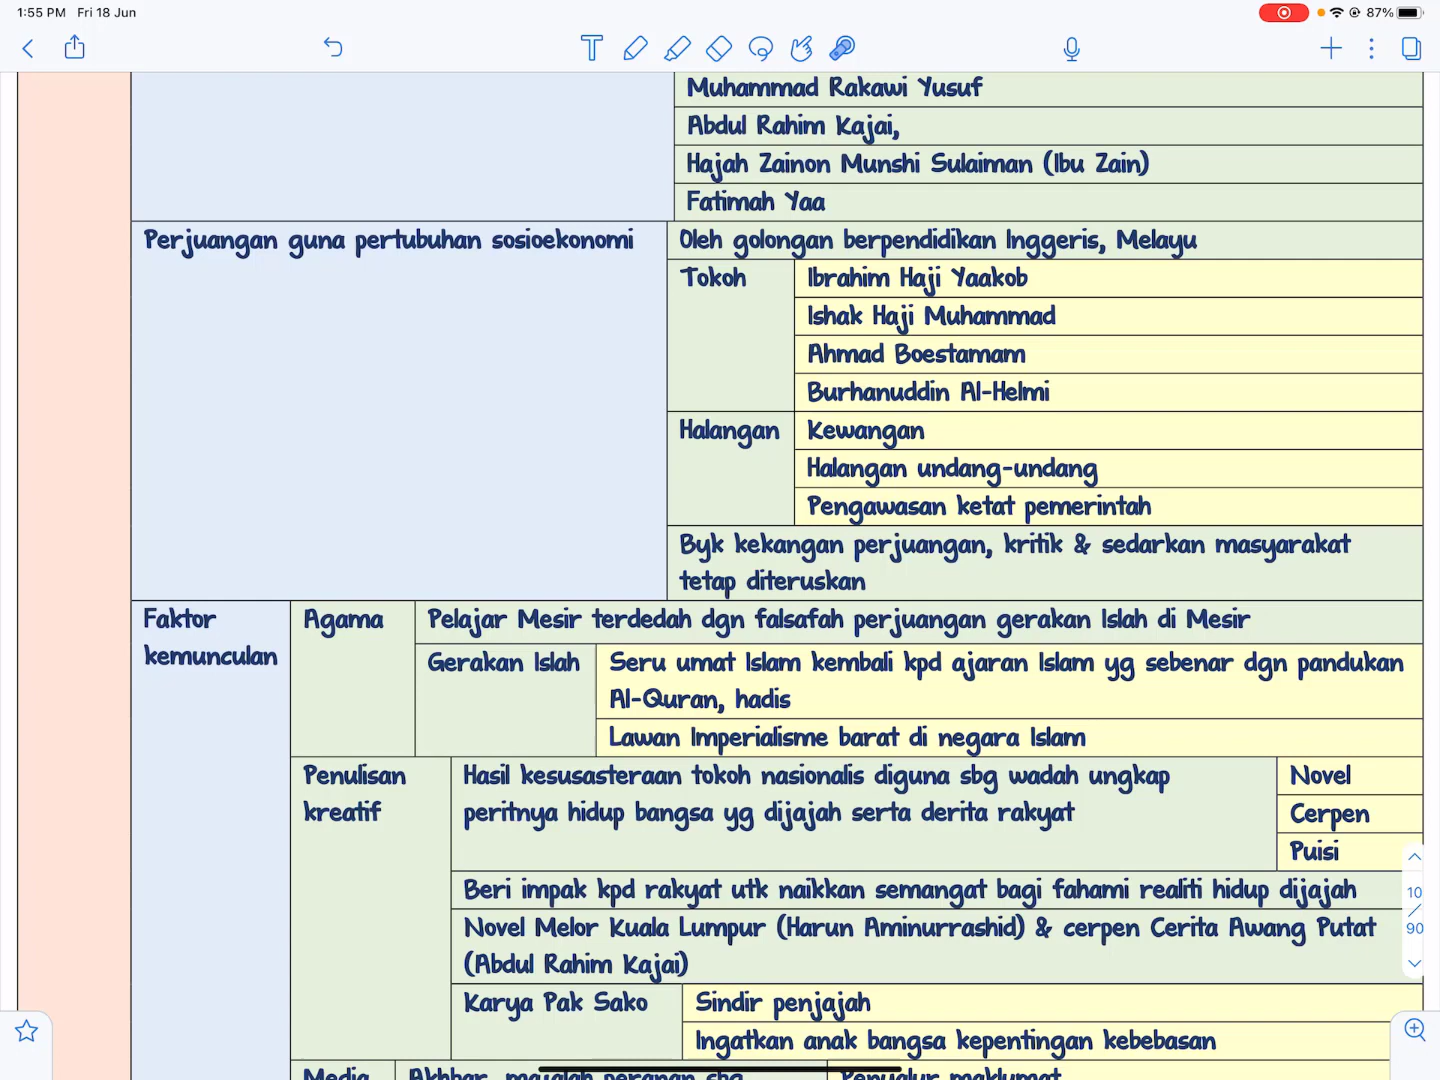 1:55 PM Fri 18 Jun
87%
Muhammad Rakawi Yusuf
Abdul Rahim Kajai,
Hajah Zainon Munshi Sulaiman (Ibu Zain)
Fatimah Yaa
Perjuangan guna pertubuhan sosioekonomi
Oleh golongan berpendidikan Inggeris, Melayu
Tokoh
Ibrahim Haji Yaakob
Ishak Haji Muhammad
Ahmad Boestamam
Burhanuddin Al-Helmi
Halangan
Kewangan
Halangan undang-undang
Pengawasan ketat pemerintah
Byk kekangan perjuangan, kritik & sedarkan masyarakat
tetap diteruskan
Faktor
kemunculan
Agama
Pelajar Mesir terdedah dgn falsafah perjuangan gerakan Islah di Mesir
Gerakan Islah
Seru umat Islam kembali kpd ajaran Islam yg sebenar dgn pandukan
Al-Quran, hadis
Lawan Imperialisme barat di negara Islam
Penulisan
kreatif
Hasil kesusasteraan tokoh nasionalis diguna sbg wadah ungkap
peritnya hidup bangsa yg dijajah serta derita rakyat
Novel
Cerpen
Puisi
Beri impak kpd rakyat utk naikkan semangat bagi fahami realiti hidup dijajah
Novel Melor Kuala Lumpur (Harun Aminurrashid) & cerpen Cerita Awang Putat
(Abdul Rahim Kajai)
Karya Pak Sako
Sindir penjajah
Ingatkan anak bangsa kepentingan kebebasan
Media
Akhbar, majalah peranan sbg
Penyalur maklumat
10
/
90